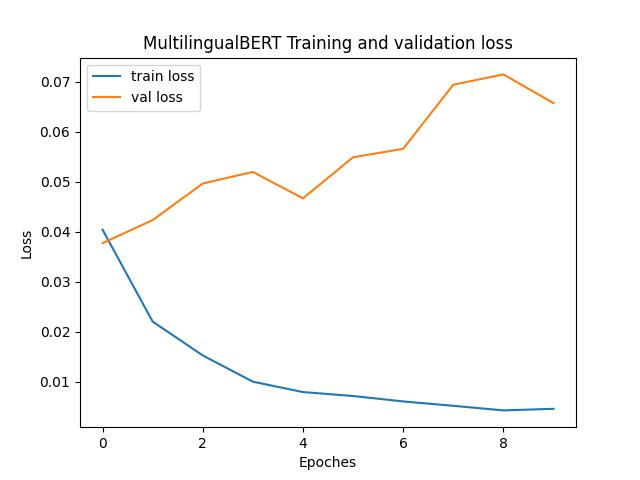 MultilingualBERT Training and validation loss
train loss
val loss
0.07
0.06
0.05
0.04
0.03
0.02
0.01
Loss
0 2 4 6 8
Epoches